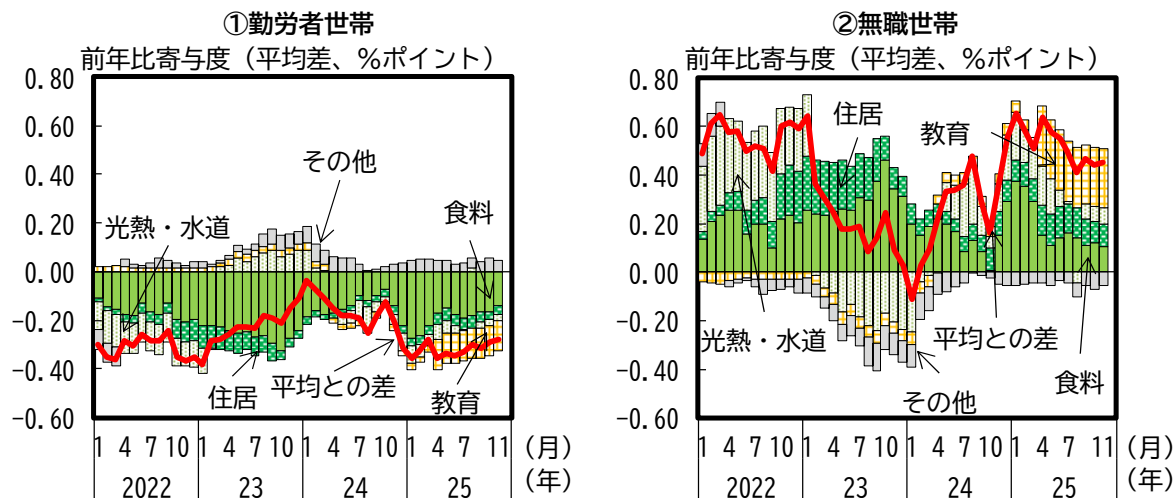 ①勤労者世帯
前年比寄与度（平均差、％ポイント）
0.80
0.60
0.40
0.20
0.00
-0.20
-0.40
-0.60
その他
光熱・水道
食料
住居
平均との差
教育
1 4 7 10 1 4 7 10 1 4 7 10 1 4 7 11 （月）
2022 23 24 25 （年）
②無職世帯
前年比寄与度（平均差、％ポイント）
0.80
0.60
0.40
0.20
0.00
-0.20
-0.40
-0.60
住居
教育
光熱・水道
平均との差
食料
その他
1 4 7 10 1 4 7 10 1 4 7 10 1 4 7 11 （月）
2022 23 24 25 （年）